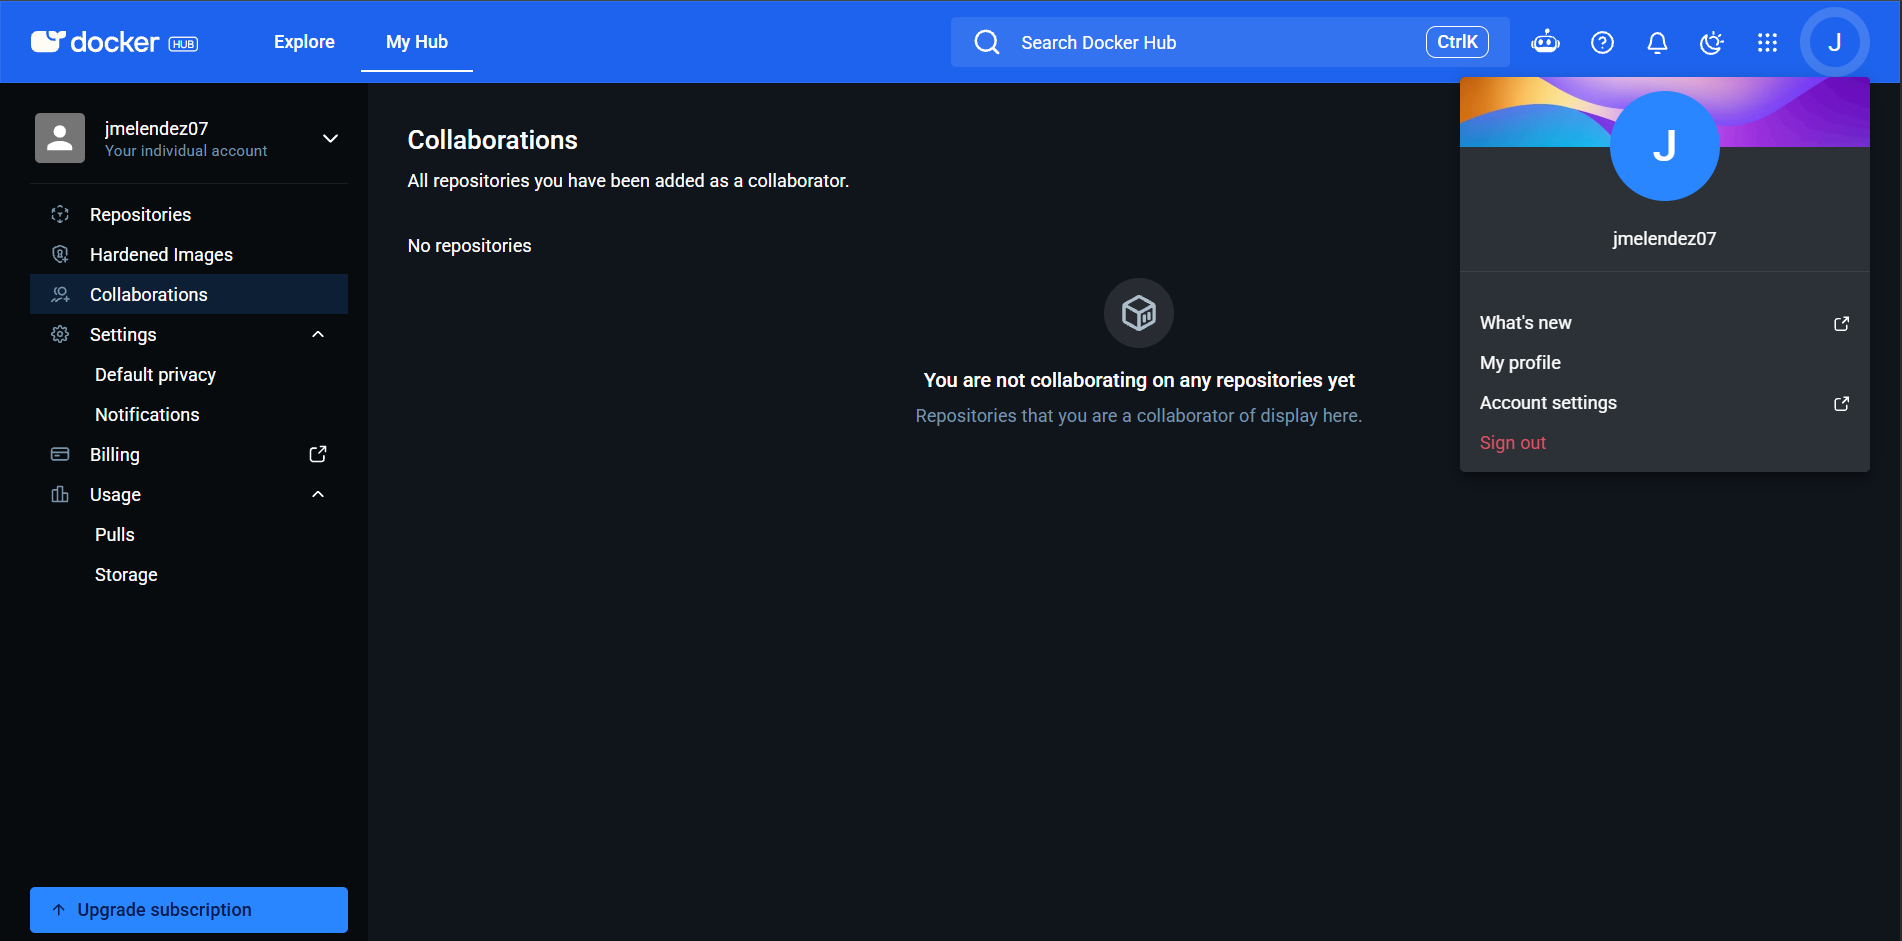 docker HUB
Explore
My Hub
Search Docker Hub
CtrlK
J
jmelendez07
Your individual account
Repositories
Hardened Images
Collaborations
Settings
Default privacy
Notifications
Billing
Usage
Pulls
Storage
Upgrade subscription
Collaborations
All repositories you have been added as a collaborator.
No repositories
You are not collaborating on any repositories yet
Repositories that you are a collaborator of display here.
J
jmelendez07
What's new
My profile
Account settings
Sign out